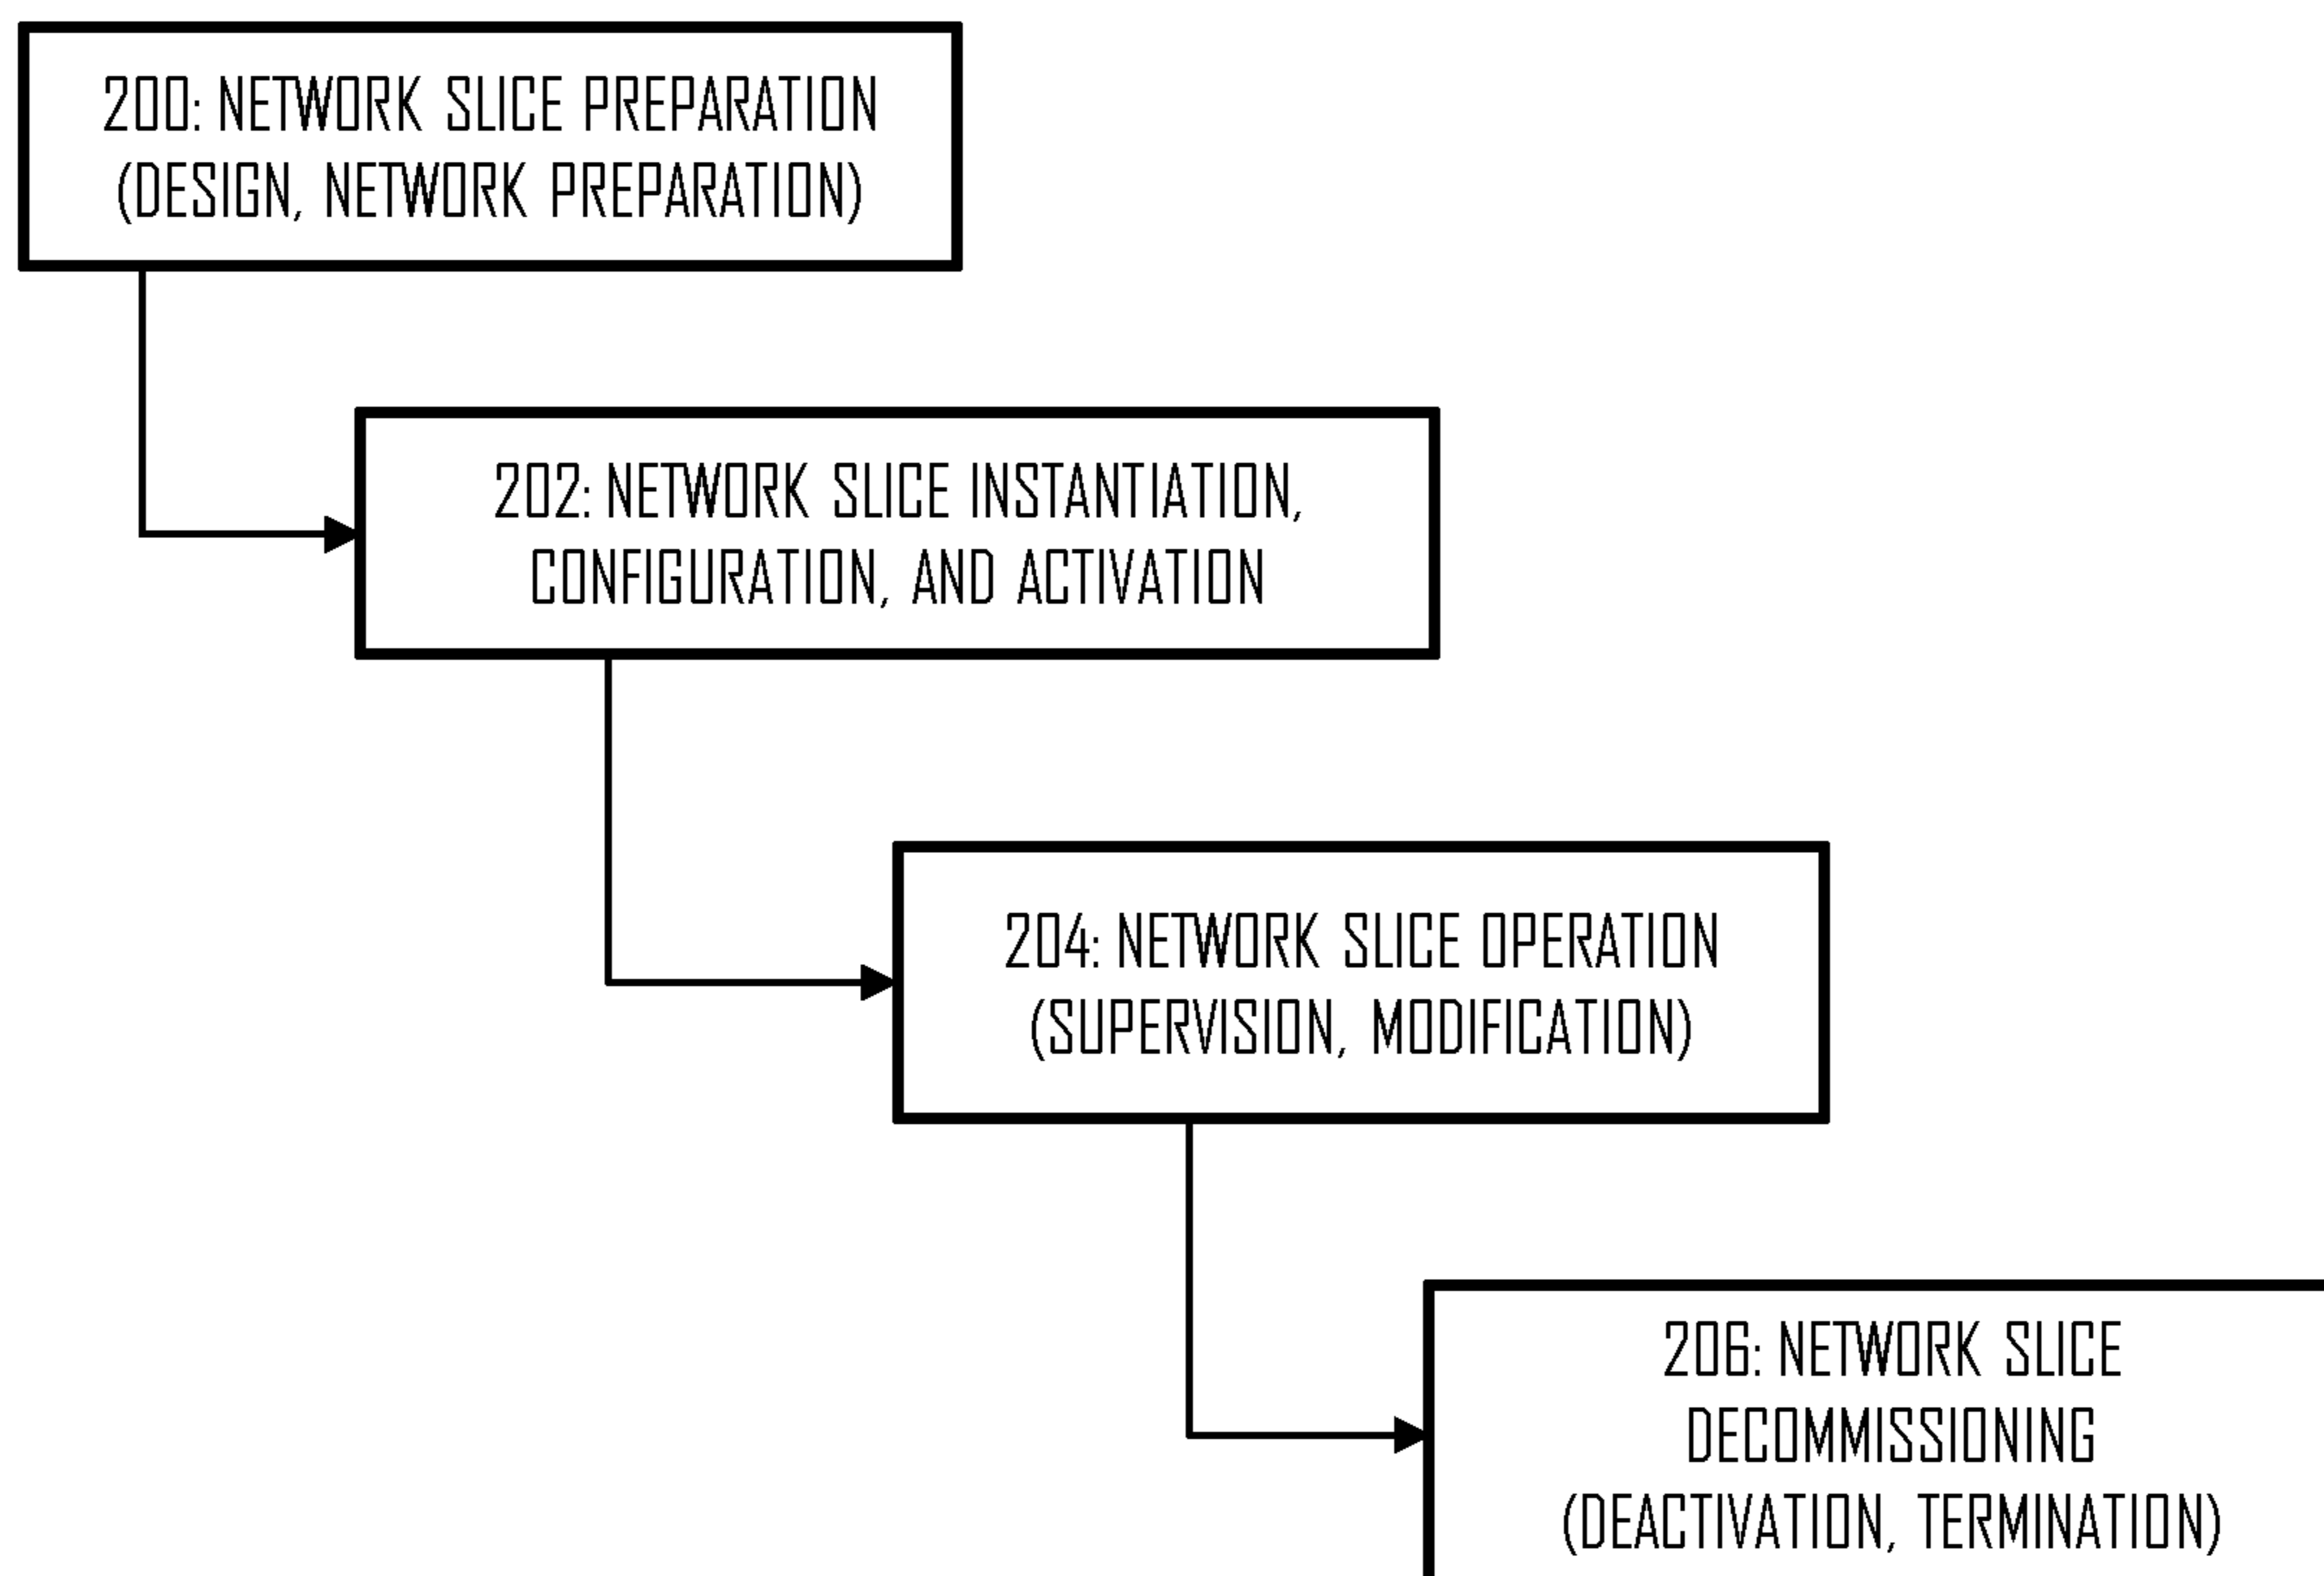 200: NETWORK SLICE PREPARATION
(DESIGN, NETWORK PREPARATION)
202: NETWORK SLICE INSTANTIATION,
CONFIGURATION, AND ACTIVATION
204: NETWORK SLICE OPERATION
(SUPERVISION, MODIFICATION)
206: NETWORK SLICE
DECOMMISSIONING
(DEACTIVATION, TERMINATION)